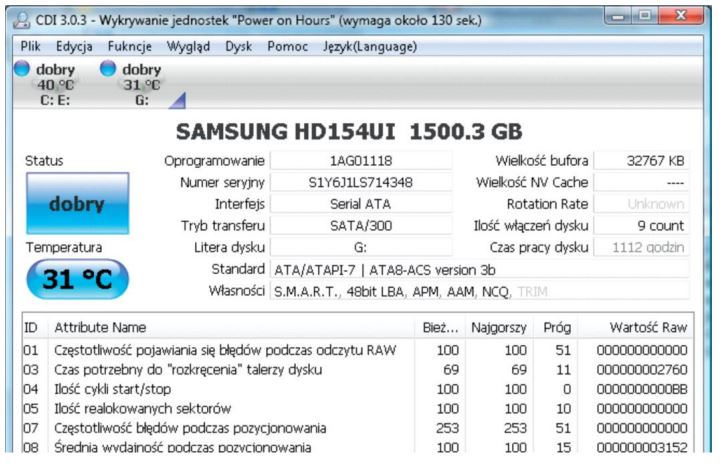 CDI 3.0.3 - Wykrywanie jednostek "Power on Hours" (wymaga około 130 sek.)
Plik Edycja Fukncje Wygląd Dysk Pomoc Język(Language)
dobry dobry
40 °C 31 °C
C: E: G:
SAMSUNG HD154UI 1500.3 GB
Status Oprogramowanie 1AG01118 Wielkość bufora 32767 KB
Numer seryjny S1Y6J1LS714348 Wielkość NV Cache ----
dobry Interfejs Serial ATA Rotation Rate Unknown
Tryb transferu SATA/300 Ilość włączeń dysku 9 count
Temperatura Litera dysku G: Czas pracy dysku 1112 godzin
31 °C Standard ATA/ATAPI-7 | ATA8-ACS version 3b
Własności S.M.A.R.T., 48bit LBA, APM, AAM, NCQ, TRIM
ID Attribute Name Bież... Najgorszy Próg Wartość Raw
01 Częstotliwość pojawiania się błędów podczas odczytu RAW 100 100 51 000000000000
03 Czas potrzebny do "rozkręcenia" talerzy dysku 69 69 11 000000002760
04 Ilość cykli start/stop 100 100 0 0000000000BB
05 Ilość realokowanych sektorów 100 100 10 000000000000
07 Częstotliwość błędów podczas pozycjonowania 253 253 51 000000000000
08 Średnia wydajność podczas pozycjonowania 100 100 15 000000003152